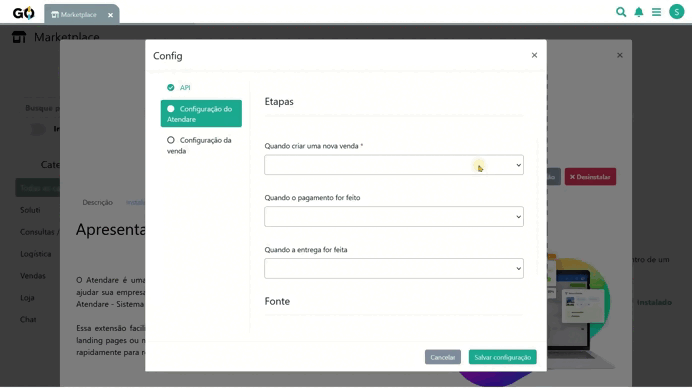 GO
Marketplace
×
S
Marketplace
×
Busque p
In
Cate
Todas as ca
Soluti
Consultas /
Logística
Vendas
Loja
Chat
Descrição
Instala
Apresenta
O Atendare é uma
ajudar sua empresa
Atendare - Sistema
Essa extensão facili
landing pages ou n
rapidamente para r
× Desinstalar
ntro de um
Instalado
Config
×
API
Configuração do
Atendare
Configuração da
venda
Etapas
Quando criar uma nova venda *
Quando o pagamento for feito
Quando a entrega for feita
Fonte
Cancelar
Salvar configuração